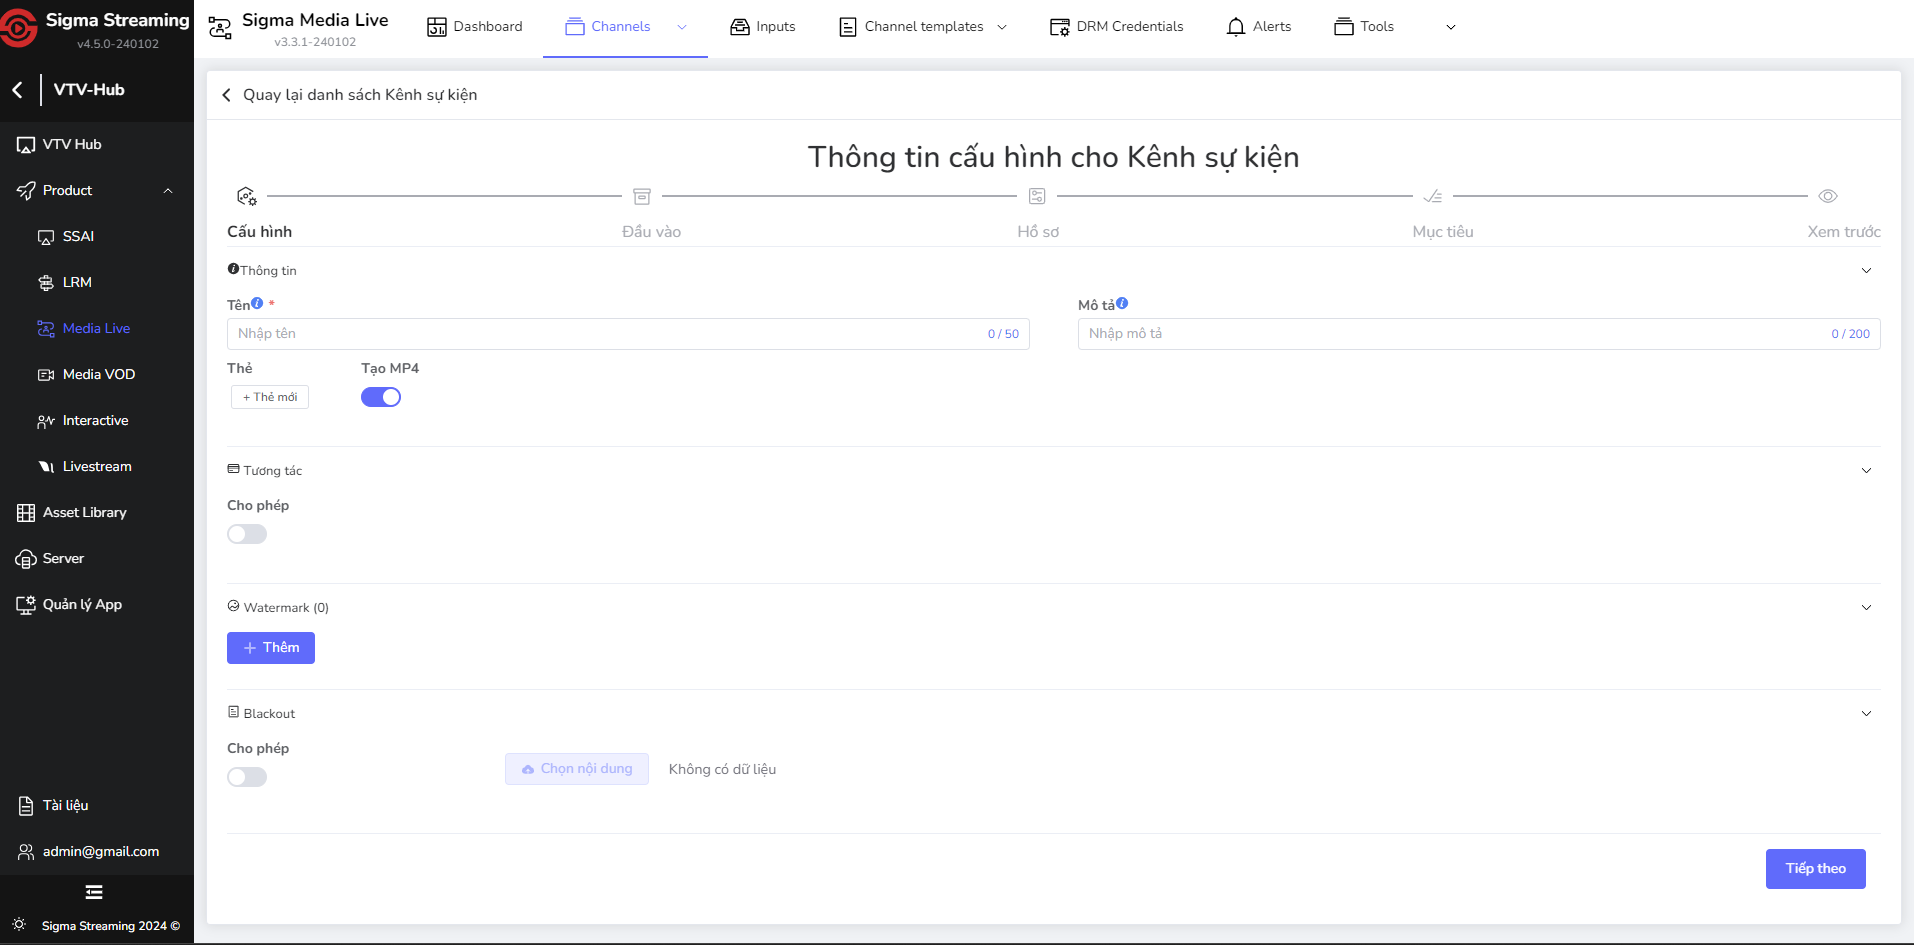 Sigma Streaming
v4.5.0-240102
VTV-Hub
VTV Hub
Product
SSAI
LRM
Media Live
Media VOD
Interactive
Livestream
Asset Library
Server
Quản lý App
Tài liệu
admin@gmail.com
Sigma Streaming 2024 ©
Sigma Media Live
v3.3.1-240102
Dashboard
Channels
Inputs
Channel templates
DRM Credentials
Alerts
Tools
Quay lại danh sách Kênh sự kiện
Thông tin cấu hình cho Kênh sự kiện
Cấu hình
Đầu vào
Hồ sơ
Mục tiêu
Xem trước
Thông tin
Tên *
Nhập tên 0 / 50
Mô tả
Nhập mô tả 0 / 200
Thẻ
+ Thẻ mới
Tạo MP4
Tương tác
Cho phép
Watermark (0)
+ Thêm
Blackout
Cho phép
Chọn nội dung
Không có dữ liệu
Tiếp theo